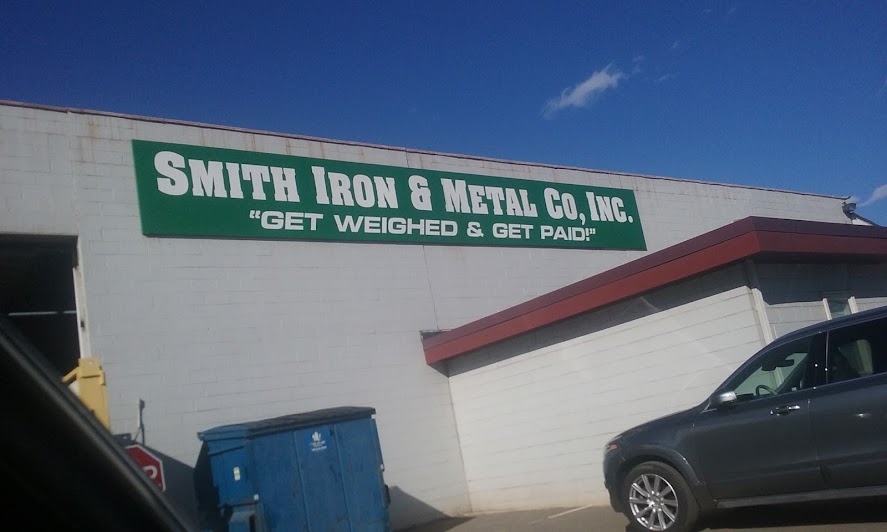 SMITH IRON & METAL CO, INC.
"GET WEIGHED & GET PAID!"